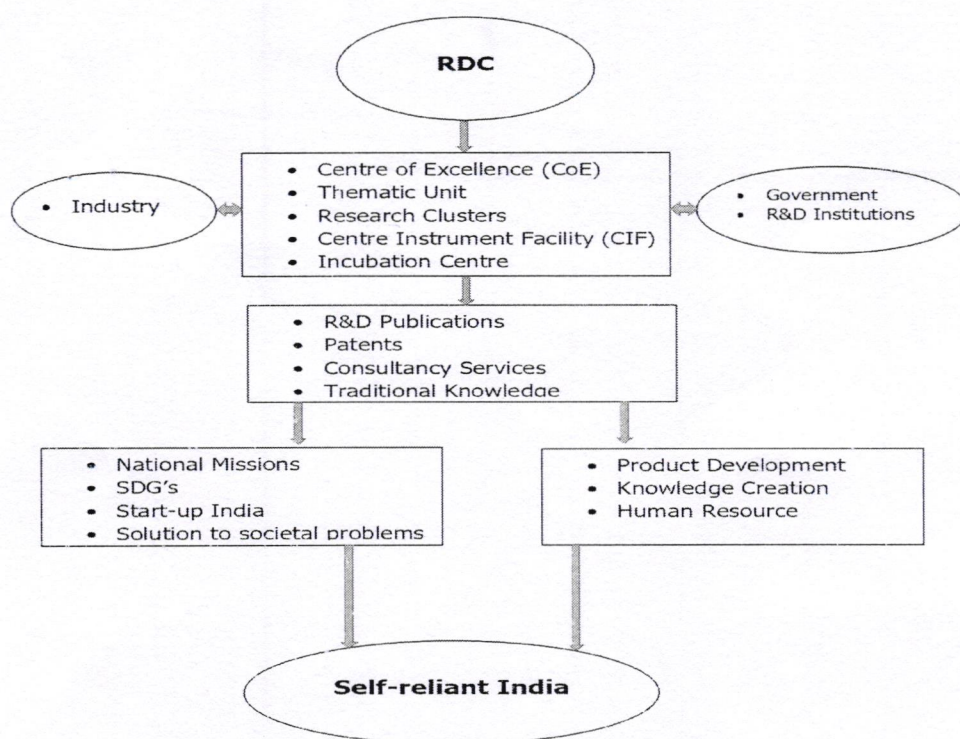 RDC
• Centre of Excellence (CoE)
• Thematic Unit
• Research Clusters
• Centre Instrument Facility (CIF)
• Incubation Centre
• Industry
• Government
• R&D Institutions
• R&D Publications
• Patents
• Consultancy Services
• Traditional Knowledge
• National Missions
• SDG's
• Start-up India
• Solution to societal problems
• Product Development
• Knowledge Creation
• Human Resource
Self-reliant India